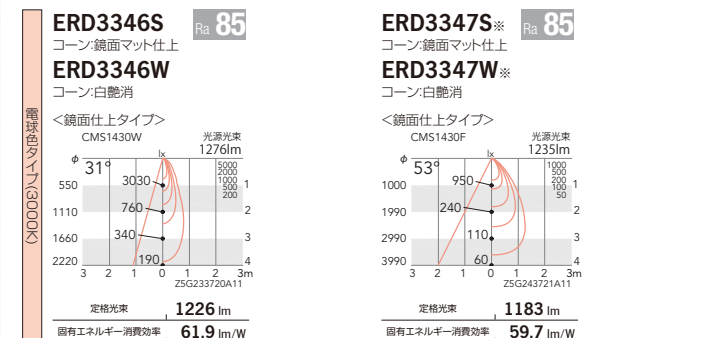 電球色タイプ(3000K)
ERD3346S
Ra 85
コーン:鏡面マット仕上
ERD3346W
コーン:白艶消
<鏡面仕上タイプ>
CMS1430W
光源光束
1276lm
φ
lx
31°
5000
2000
1000
500
200
550
3030
1
1110
760
2
1660
340
3
2220
190
4
3 2 1 0 1 2 3m
Z5G233720A11
定格光束 1226 lm
固有エネルギー消費効率 61.9 lm/W
ERD3347S※
Ra 85
コーン:鏡面マット仕上
ERD3347W※
コーン:白艶消
<鏡面仕上タイプ>
CMS1430F
光源光束
1235lm
φ
lx
53°
1000
500
200
100
50
1000
950
1
1990
240
2
2990
110
3
3990
60
4
3 2 1 0 1 2 3m
Z5G243721A11
定格光束 1183 lm
固有エネルギー消費効率 59.7 lm/W